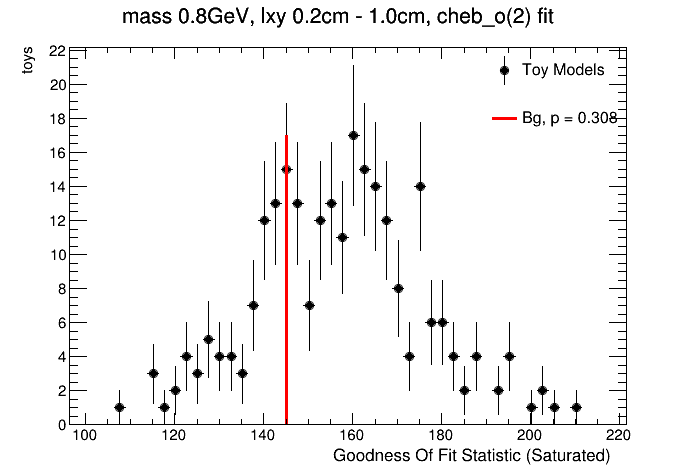 mass 0.8GeV, lxy 0.2cm - 1.0cm, cheb_o(2) fit
toys
22
20
18
16
14
12
10
8
6
4
2
0
Toy Models
Bg, p = 0.308
100 120 140 160 180 200 220
Goodness Of Fit Statistic (Saturated)